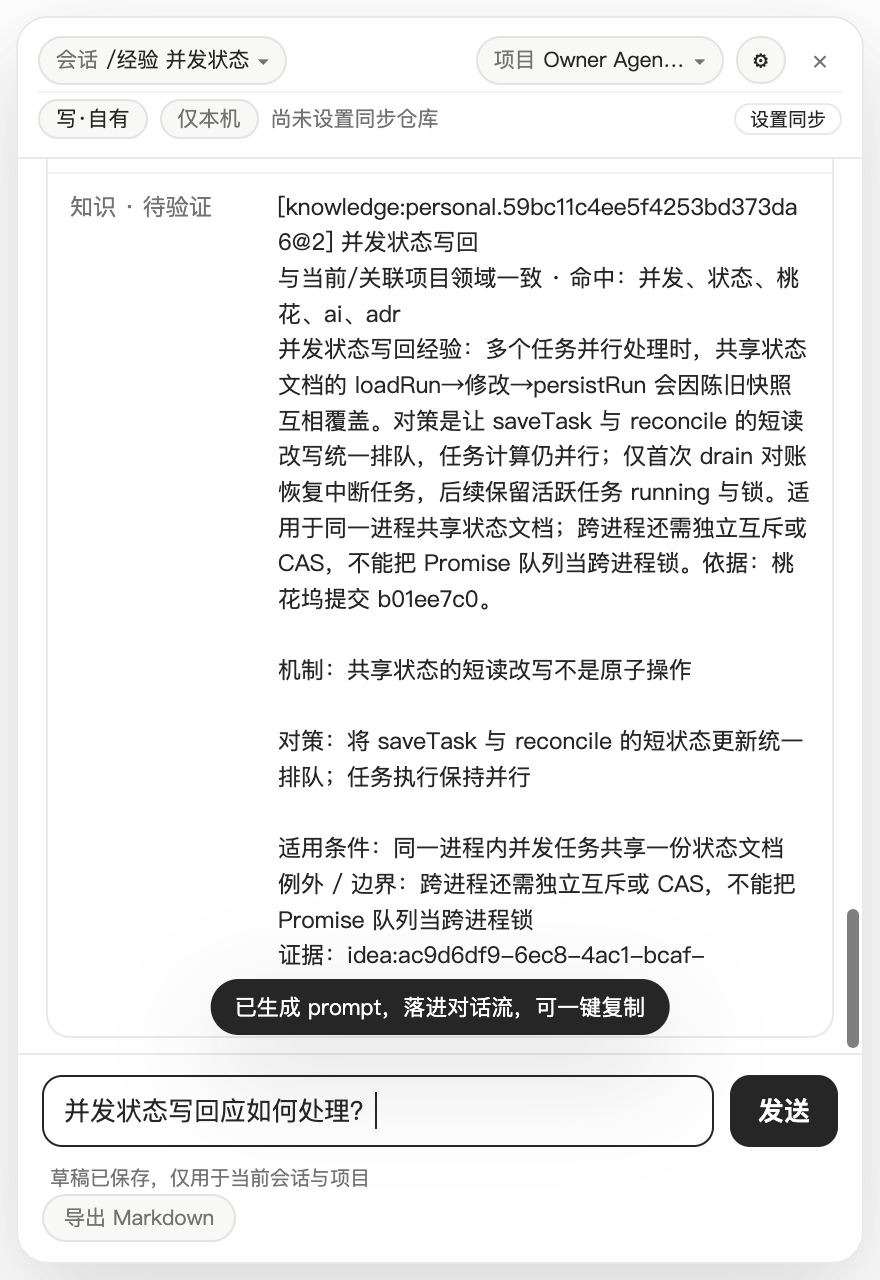 会话 /经验 并发状态
项目 Owner Agen...
写·自有 仅本机 尚未设置同步仓库 设置同步
知识 · 待验证
[knowledge:personal.59bc11c4ee5f4253bd373da
6@2] 并发状态写回
与当前/关联项目领域一致 · 命中：并发、状态、桃
花、ai、adr
并发状态写回经验：多个任务并行处理时，共享状态
文档的 loadRun→修改→persistRun 会因陈旧快照
互相覆盖。对策是让 saveTask 与 reconcile 的短读
改写统一排队，任务计算仍并行；仅首次 drain 对账
恢复中断任务，后续保留活跃任务 running 与锁。适
用于同一进程共享状态文档；跨进程还需独立互斥或
CAS，不能把 Promise 队列当跨进程锁。依据：桃
花坞提交 b01ee7c0。
机制：共享状态的短读改写不是原子操作
对策：将 saveTask 与 reconcile 的短状态更新统一
排队；任务执行保持并行
适用条件：同一进程内并发任务共享一份状态文档
例外 / 边界：跨进程还需独立互斥或 CAS，不能把
Promise 队列当跨进程锁
证据：idea:ac9d6df9-6ec8-4ac1-bcaf-
已生成 prompt，落进对话流，可一键复制
并发状态写回应如何处理?
发送
草稿已保存，仅用于当前会话与项目
导出 Markdown